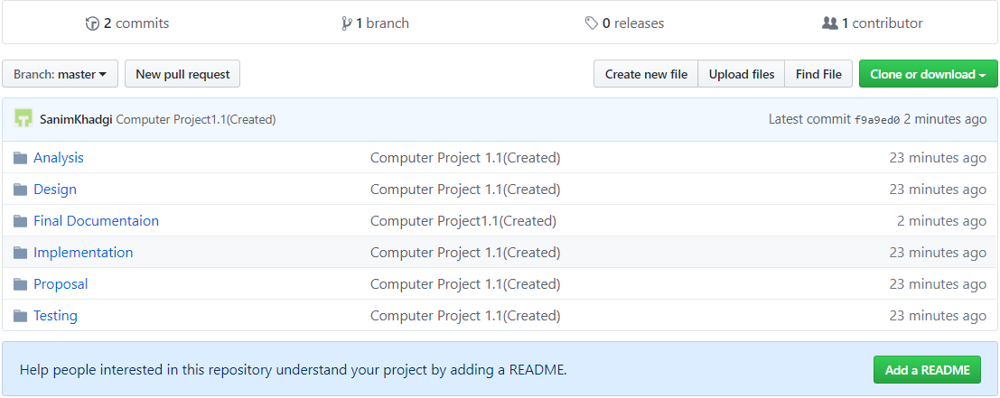 2 commits 1 branch 0 releases 1 contributor
Branch: master New pull request Create new file Upload files Find File Clone or download
SanimKhadgi Computer Project1.1(Created) Latest commit f9a9ed0 2 minutes ago
Analysis Computer Project 1.1(Created) 23 minutes ago
Design Computer Project 1.1(Created) 23 minutes ago
Final Documentaion Computer Project1.1(Created) 2 minutes ago
Implementation Computer Project 1.1(Created) 23 minutes ago
Proposal Computer Project 1.1(Created) 23 minutes ago
Testing Computer Project 1.1(Created) 23 minutes ago
Help people interested in this repository understand your project by adding a README. Add a README